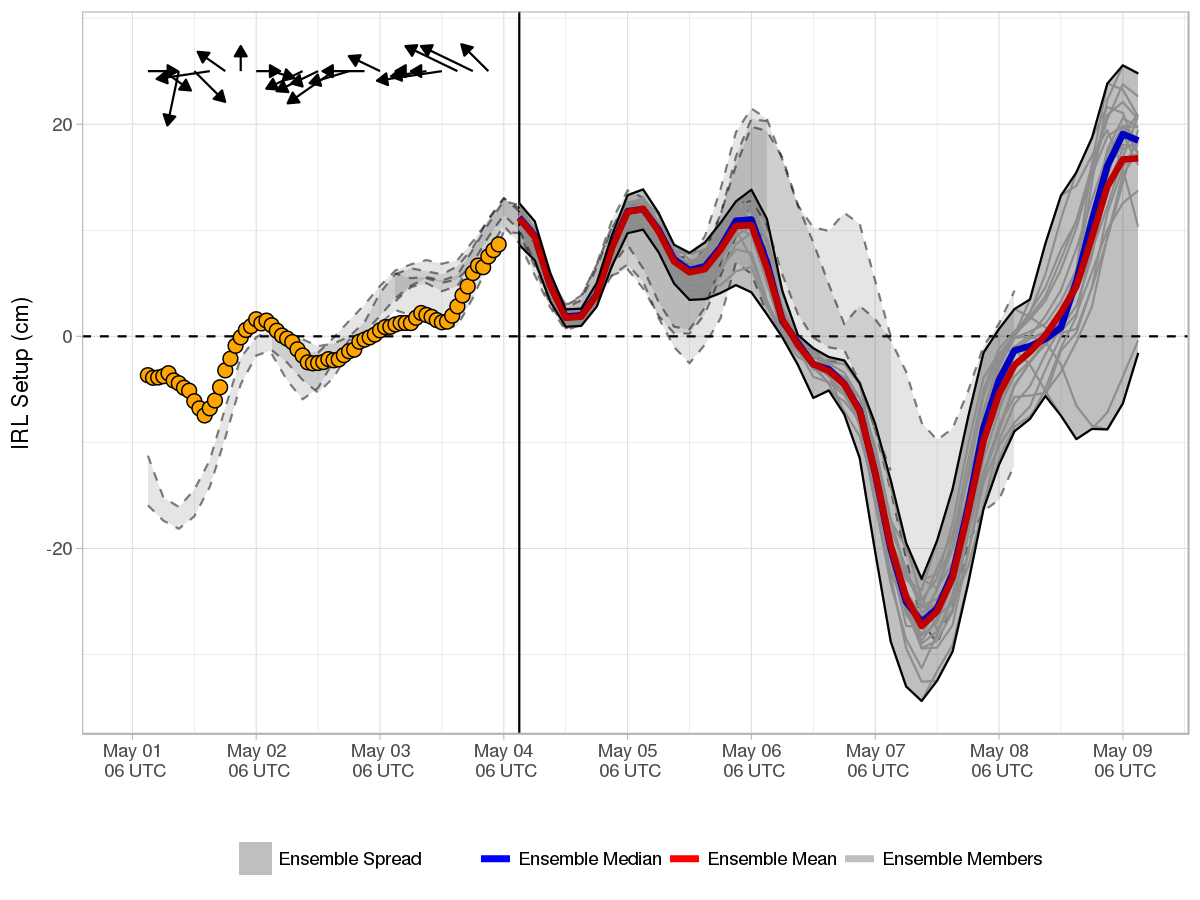 IRL Setup (cm)
20
0
-20
May 01 May 02 May 03 May 04 May 05 May 06 May 07 May 08 May 09
06 UTC 06 UTC 06 UTC 06 UTC 06 UTC 06 UTC 06 UTC 06 UTC 06 UTC
Ensemble Spread Ensemble Median Ensemble Mean Ensemble Members